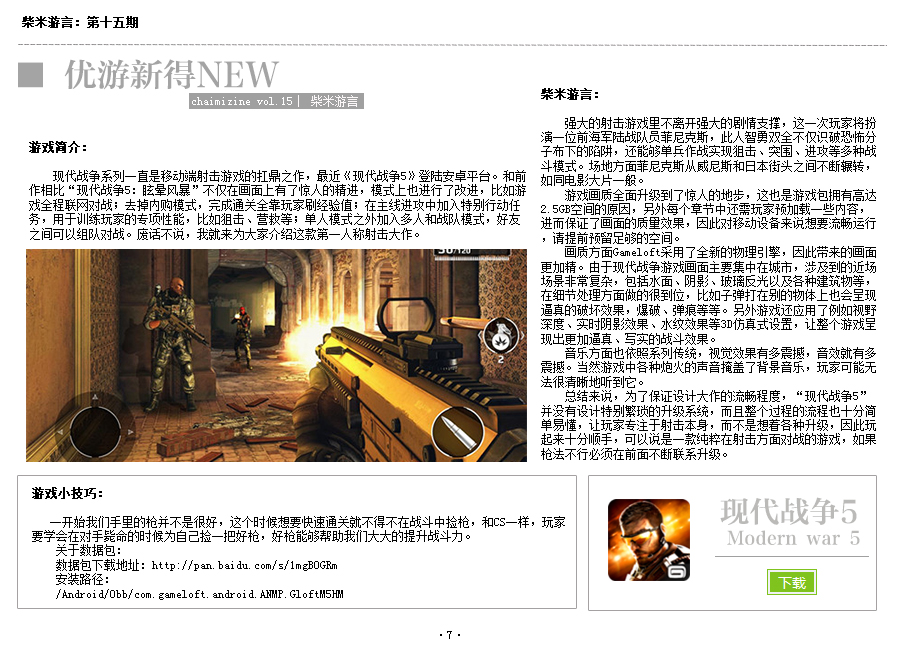 柴米游言：第十五期
优游新得NEW
chaimizine vol.15｜ 柴米游言
游戏简介：
现代战争系列一直是移动端射击游戏的扛鼎之作，最近《现代战争5》登陆安卓平台。和前
作相比“现代战争5：眩晕风暴”不仅在画面上有了惊人的精进，模式上也进行了改进，比如游
戏全程联网对战；去掉内购模式，完成通关全靠玩家刷经验值；在主线进攻中加入特别行动任
务，用于训练玩家的专项性能，比如狙击、营救等；单人模式之外加入多人和战队模式，好友
之间可以组队对战。废话不说，我就来为大家介绍这款第一人称射击大作。
30/120
2
柴米游言：
强大的射击游戏里不离开强大的剧情支撑，这一次玩家将扮
演一位前海军陆战队员菲尼克斯，此人智勇双全不仅识破恐怖分
子布下的陷阱，还能够单兵作战实现狙击、突围、进攻等多种战
斗模式。场地方面菲尼克斯从威尼斯和日本街头之间不断辗转，
如同电影大片一般。
游戏画质全面升级到了惊人的地步，这也是游戏包拥有高达
2.5GB空间的原因，另外每个章节中还需玩家预加载一些内容，
进而保证了画面的质量效果，因此对移动设备来说想要流畅运行
，请提前预留足够的空间。
画质方面Gameloft采用了全新的物理引擎，因此带来的画面
更加精。由于现代战争游戏画面主要集中在城市，涉及到的近场
场景非常复杂，包括水面、阴影、玻璃反光以及各种建筑物等，
在细节处理方面做的很到位，比如子弹打在别的物体上也会呈现
逼真的破坏效果，爆破、弹痕等等。另外游戏还应用了例如视野
深度、实时阴影效果、水纹效果等3D仿真式设置，让整个游戏呈
现出更加逼真、写实的战斗效果。
音乐方面也依照系列传统，视觉效果有多震撼，音效就有多
震撼。当然游戏中各种炮火的声音掩盖了背景音乐，玩家可能无
法很清晰地听到它。
总结来说，为了保证设计大作的流畅程度，“现代战争5”
并没有设计特别繁琐的升级系统，而且整个过程的流程也十分简
单易懂，让玩家专注于射击本身，而不是想着各种升级，因此玩
起来十分顺手，可以说是一款纯粹在射击方面对战的游戏，如果
枪法不行必须在前面不断联系升级。
游戏小技巧：
一开始我们手里的枪并不是很好，这个时候想要快速通关就不得不在战斗中捡枪，和CS一样，玩家
要学会在对手毙命的时候为自己捡一把好枪，好枪能够帮助我们大大的提升战斗力。
关于数据包：
数据包下载地址：http://pan.baidu.com/s/1mgBOGRm
安装路径：
/Android/Obb/com.gameloft.android.ANMP.GloftM5HM
现代战争5
Modern war 5
下载
·7·